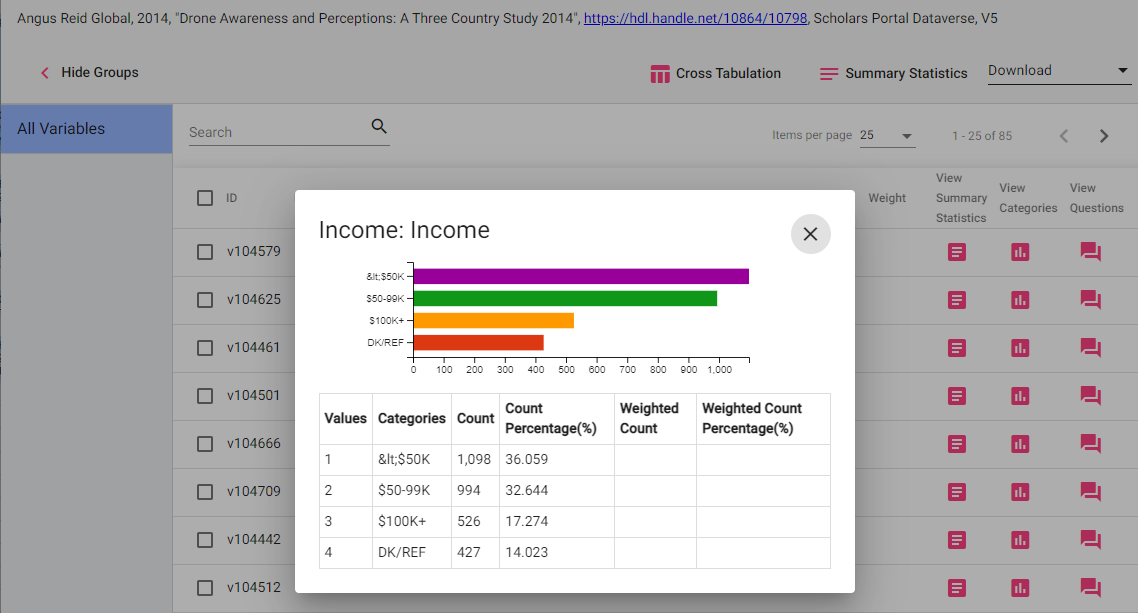 Angus Reid Global, 2014, "Drone Awareness and Perceptions: A Three Country Study 2014", https://hdl.handle.net/10864/10798, Scholars Portal Dataverse, V5
Hide Groups
Cross Tabulation
Summary Statistics
Download
All Variables
Search
Items per page 25
1 - 25 of 85
ID
Weight
View Summary Statistics
View Categories
View Questions
v104579
v104625
v104461
v104501
v104666
v104709
v104442
v104512
Income: Income
&lt;$50K
$50-99K
$100K+
DK/REF
0 100 200 300 400 500 600 700 800 900 1,000
Values Categories Count Count Percentage(%) Weighted Count Weighted Count Percentage(%)
1 &lt;$50K 1,098 36.059
2 $50-99K 994 32.644
3 $100K+ 526 17.274
4 DK/REF 427 14.023